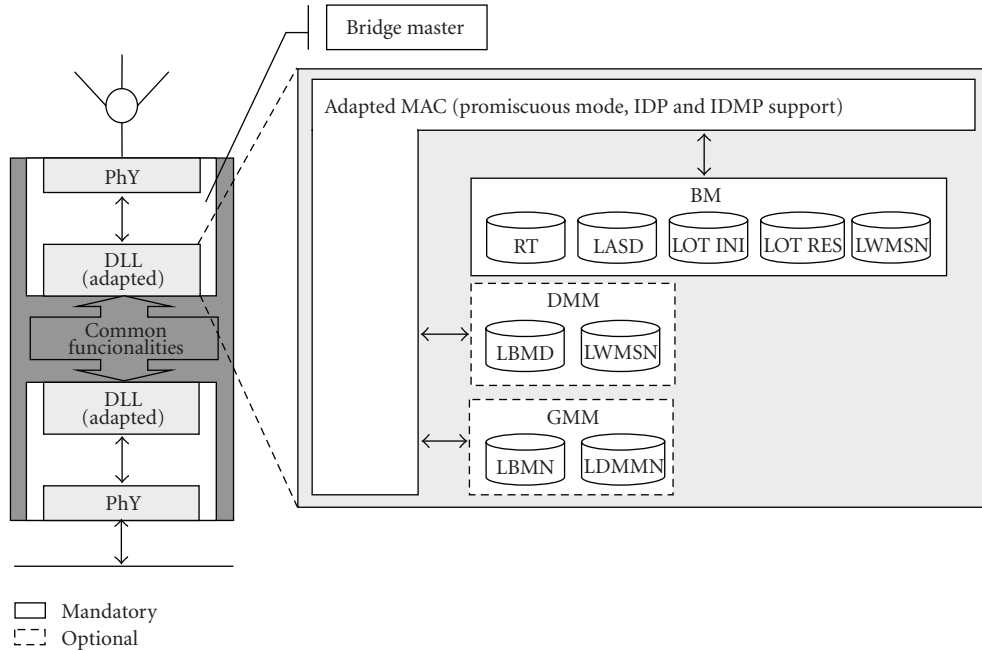 Bridge master
Adapted MAC (promiscuous mode, IDP and IDMP support)
PhY
DLL
(adapted)
Common
funcionalities
DLL
(adapted)
PhY
BM
RT
LASD
LOT INI
LOT RES
LWMSN
DMM
LBMD
LWMSN
GMM
LBMN
LDMMN
Mandatory
Optional